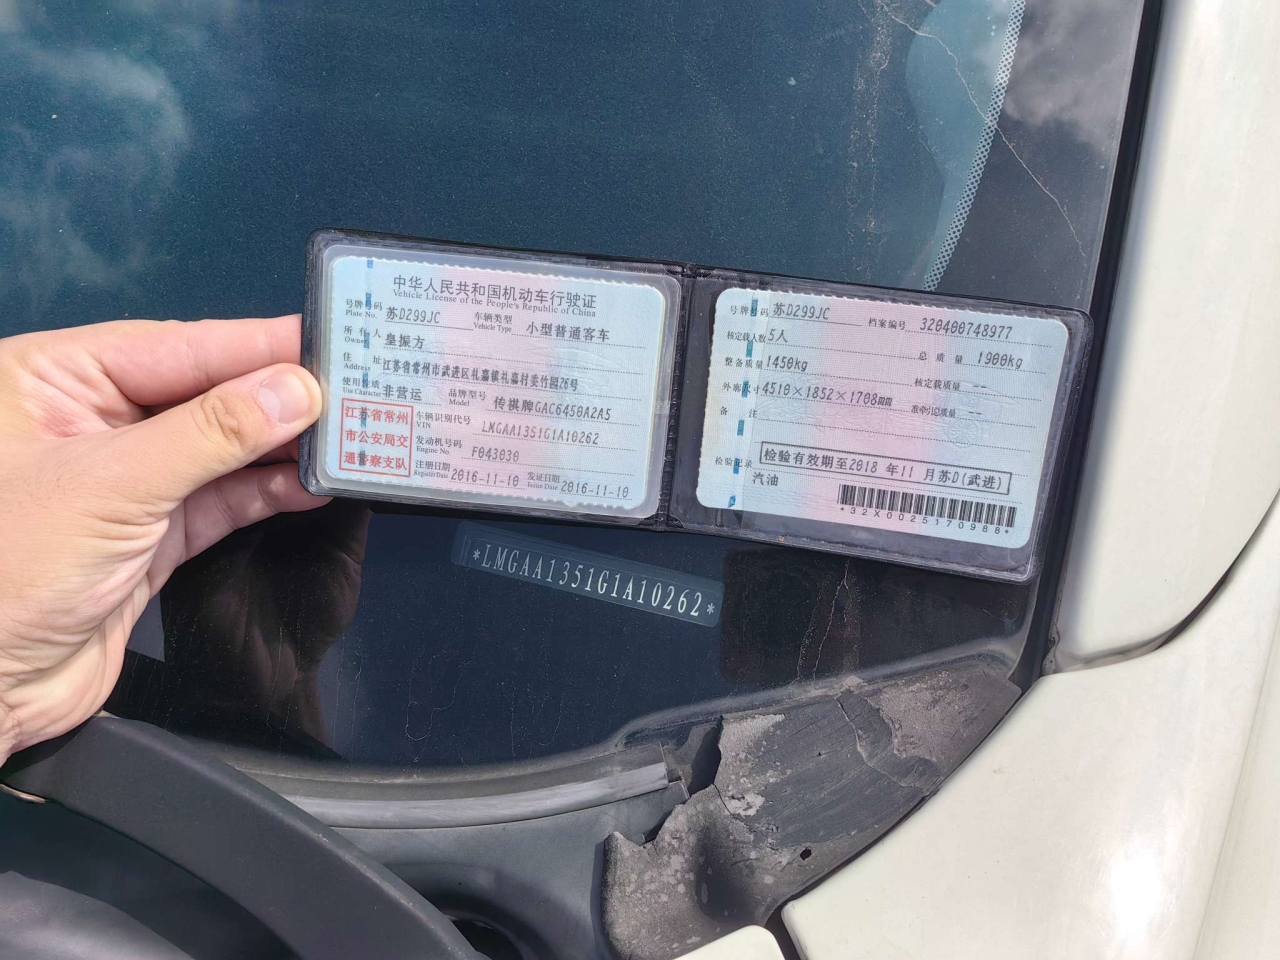 中华人民共和国机动车行驶证
Vehicle License of the People's Republic of China
号牌号码 苏D299JC 车辆类型 小型普通客车
Plate No. Vehicle Type
所有人 皇振方
Owner
住址 江苏省常州市武进区礼嘉镇礼嘉村委竹园26号
Address
使用性质 非营运 品牌型号 传祺牌GAC6450A2A5
Use Character Model
江苏省常州
市公安局交
通警察支队
车辆识别代号 LMGAA1351G1A10262
VIN
发动机号码 F043030
Engine No.
注册日期 2016-11-10 发证日期 2016-11-10
Register Date Issue Date
号牌号码 苏D299JC 档案编号 320400748977
核定载人数 5人 总质量 1900kg
整备质量 1450kg 核定载质量 --
外廓尺寸 4510×1852×1708mm 准牵引总质量 --
备注
检验记录 检验有效期至2018 年11 月苏D(武进)
汽油
*32X0025170988*
*LMGAA1351G1A10262*